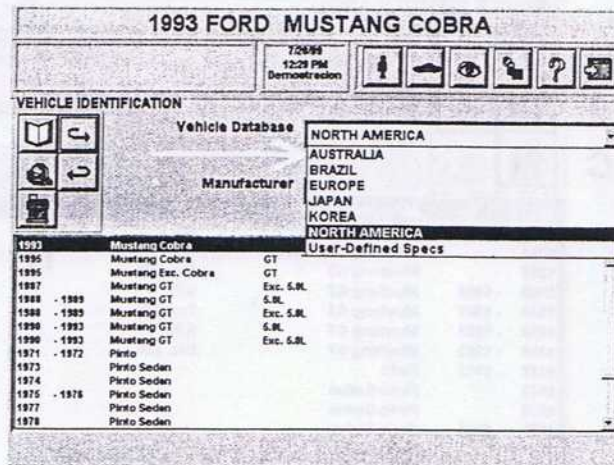 1993 FORD MUSTANG COBRA
7/26/99
12:29 PM
Demostracion
?
VEHICLE IDENTIFICATION
Vehicle Database
NORTH AMERICA
AUSTRALIA
BRAZIL
EUROPE
JAPAN
KOREA
NORTH AMERICA
User-Defined Specs
Manufacturer
1993 Mustang Cobra
1995 Mustang Cobra GT
1995 Mustang Exc. Cobra GT
1987 Mustang GT Exc. 5.0L
1988 - 1989 Mustang GT 5.0L
1988 - 1989 Mustang GT Exc. 5.0L
1990 - 1993 Mustang GT 5.0L
1990 - 1993 Mustang GT Exc. 5.0L
1971 - 1972 Pinto
1973 Pinto Sedan
1974 Pinto Sedan
1975 - 1976 Pinto Sedan
1977 Pinto Sedan
1978 Pinto Sedan